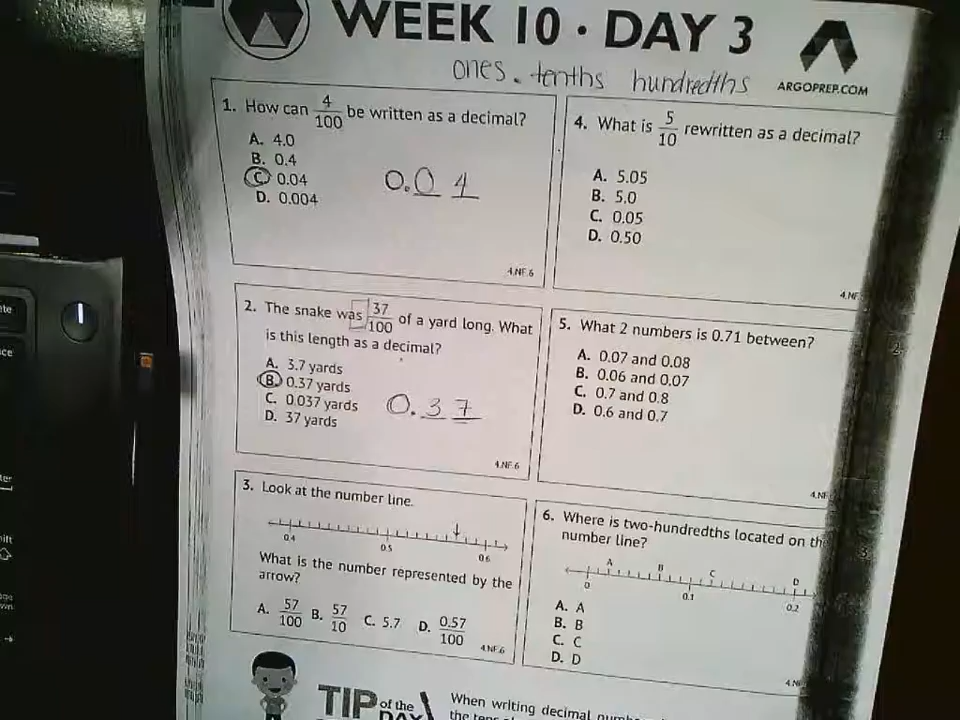 WEEK 10 · DAY 3
ARGOPREP.COM
ones. tenths hundredths
1. How can 4/100 be written as a decimal?
A. 4.0
B. 0.4
C. 0.04
D. 0.004
0.04
4.NF.6
2. The snake was 37/100 of a yard long. What
is this length as a decimal?
A. 3.7 yards
B. 0.37 yards
C. 0.037 yards
D. 37 yards
0.37
4.NF.6
3. Look at the number line.
0.4 0.5 0.6
What is the number represented by the
arrow?
A. 57/100 B. 57/10 C. 5.7 D. 0.57/100
4.NF.6
4. What is 5/10 rewritten as a decimal?
A. 5.05
B. 5.0
C. 0.05
D. 0.50
4.NF
5. What 2 numbers is 0.71 between?
A. 0.07 and 0.08
B. 0.06 and 0.07
C. 0.7 and 0.8
D. 0.6 and 0.7
4.NF
6. Where is two-hundredths located on th
number line?
A B C D
0 0.1 0.2
A. A
B. B
C. C
D. D
TIP of the
DAY
When writing decimal